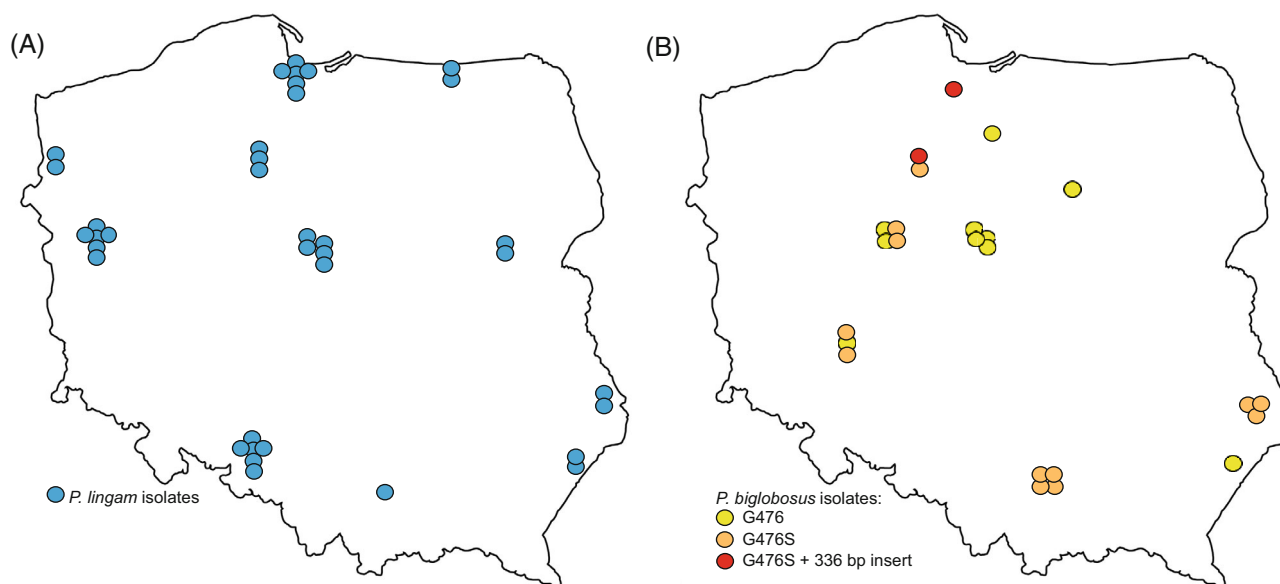 (A)
P. lingam isolates
(B)
P. biglobosus isolates:
G476
G476S
G476S + 336 bp insert